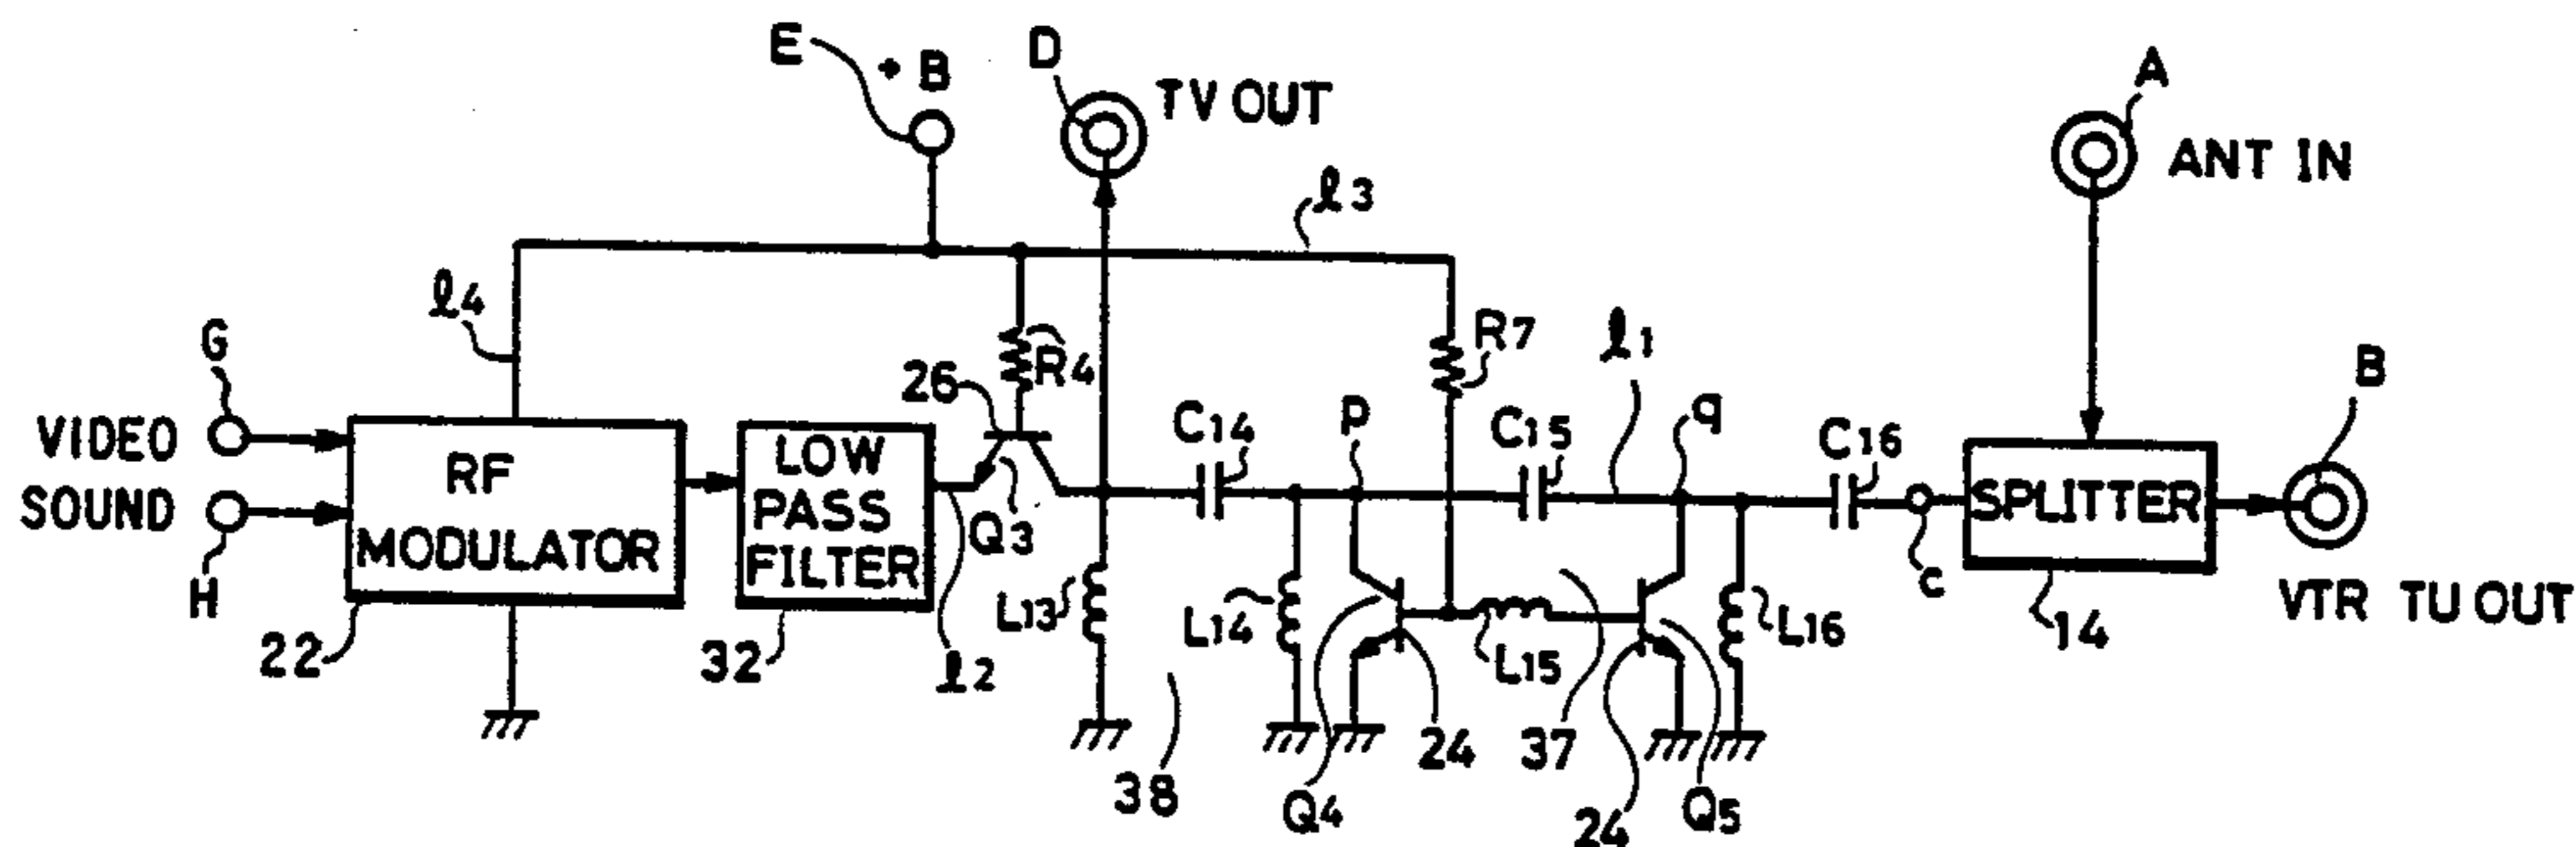 E
+ B
D
TV OUT
A
ANT IN
ℓ3
ℓ4
G
VIDEO
SOUND
H
RF
MODULATOR
22
LOW
PASS
FILTER
32
26
R4
Q3
ℓ2
L13
38
C14
p
L14
Q4
24
R7
C15
L15
37
ℓ1
q
24
Q5
L16
C16
c
SPLITTER
14
B
VTR TU OUT